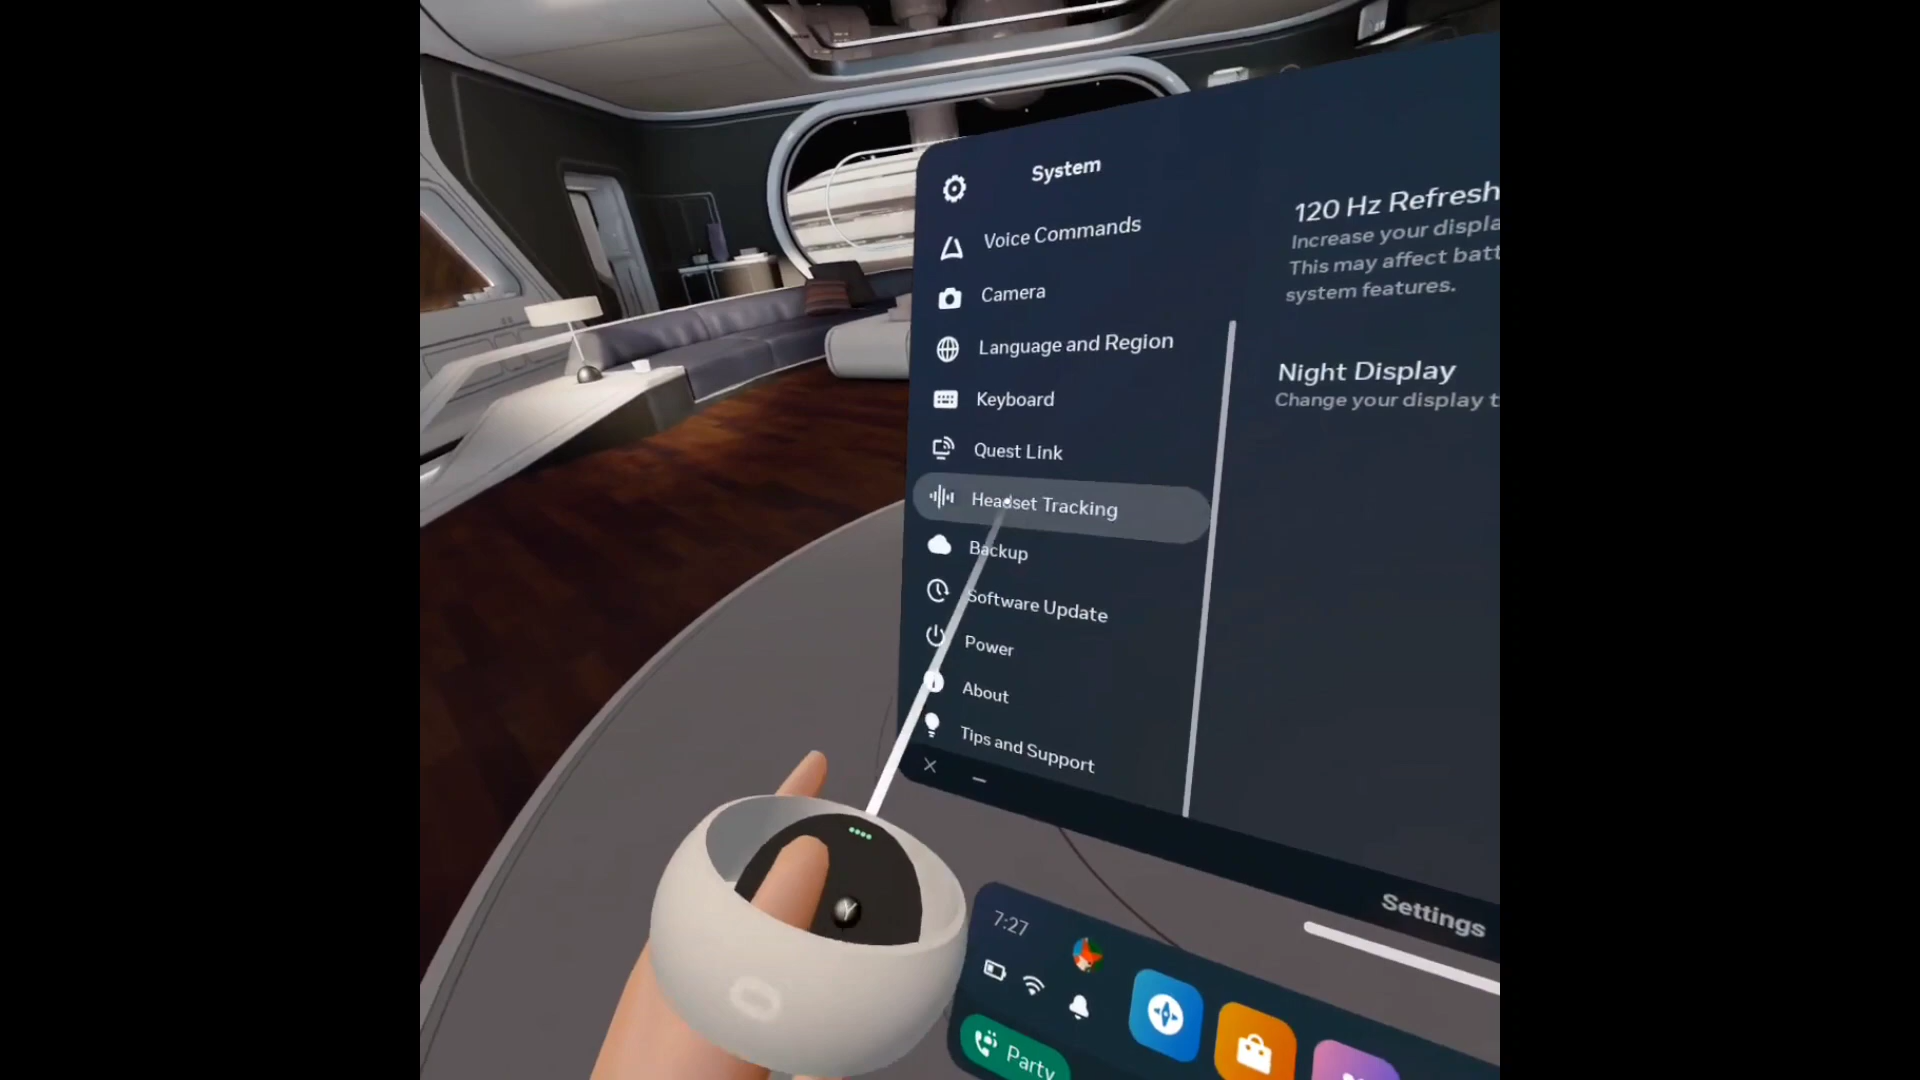 System
Voice Commands
Camera
Language and Region
Keyboard
Quest Link
Headset Tracking
Backup
Software Update
Power
About
Tips and Support
120 Hz Refresh
Increase your displa
This may affect batt
system features.
Night Display
Change your display t
Settings
7:27
Party
Y